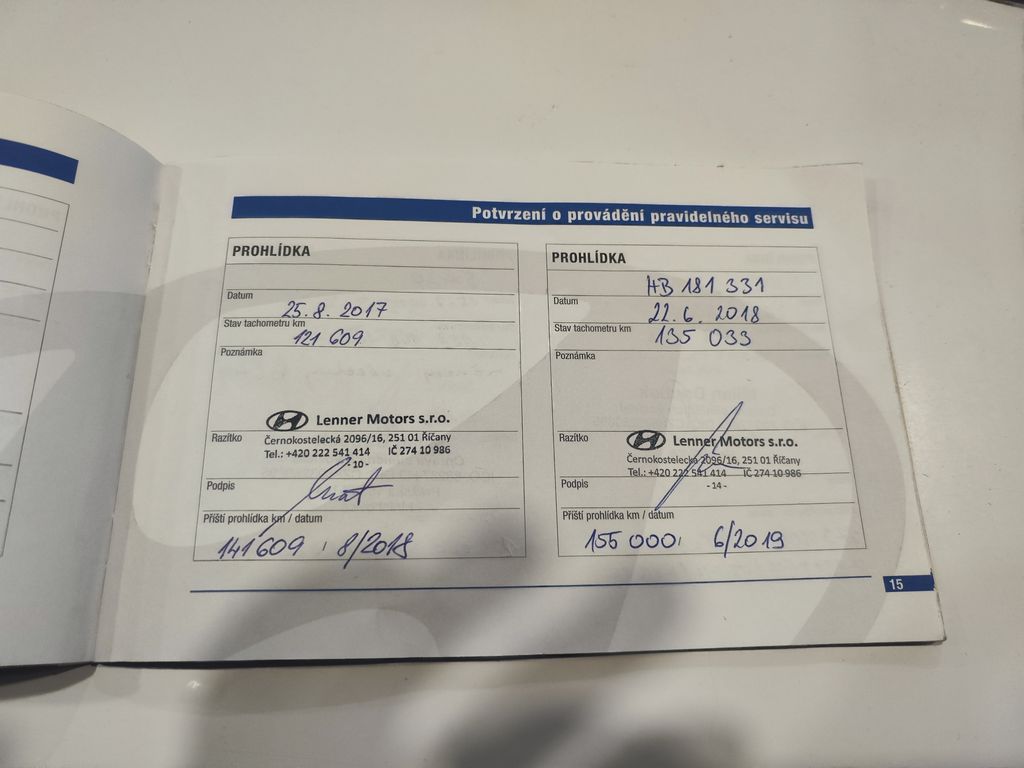 Potvrzení o provádění pravidelného servisu
PROHLÍDKA
Datum
25. 8. 2017
Stav tachometru km
121 609
Poznámka
Razítko
Lenner Motors s.r.o.
Černokostelecká 2096/16, 251 01 Říčany
Tel.: +420 222 541 414 IČ 274 10 986
- 10 -
Podpis
Příští prohlídka km / datum
141 609 , 8/2018
PROHLÍDKA
HB 181 331
Datum
22. 6. 2018
Stav tachometru km
135 033
Poznámka
Razítko
Lenner Motors s.r.o.
Černokostelecká 2096/16, 251 01 Říčany
Tel.: +420 222 541 414 IČ 274 10 986
- 14 -
Podpis
Příští prohlídka km / datum
155 000, 6/2019
15